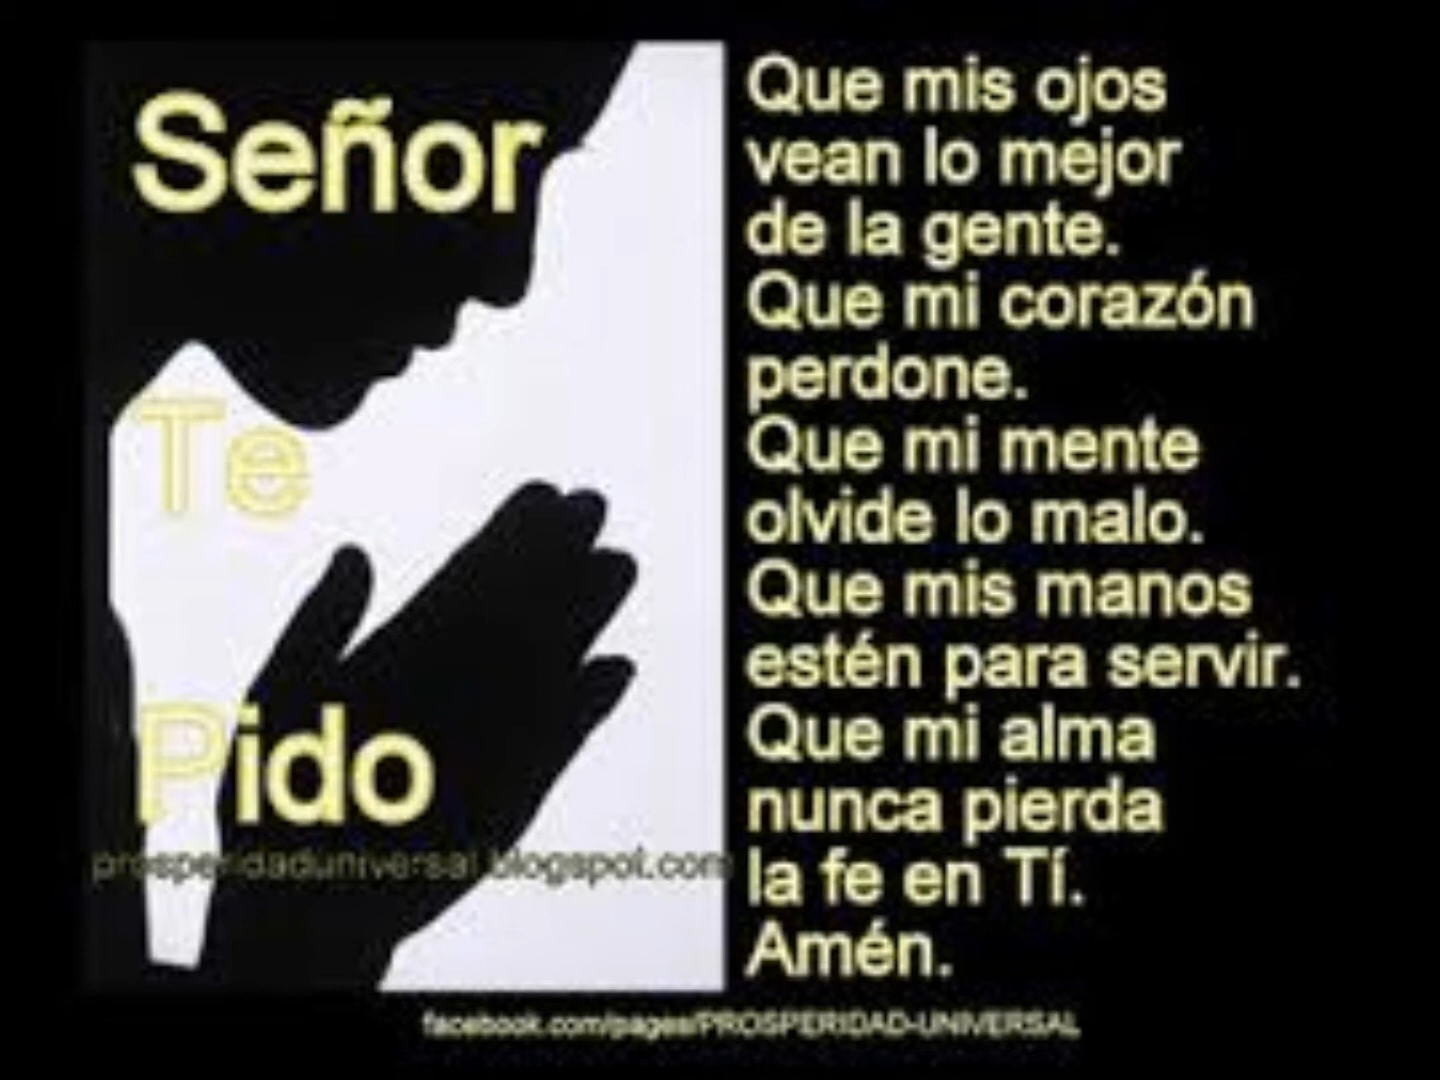 Señor
Te
Pido
prosperidaduniversal.blogspot.com
Que mis ojos
vean lo mejor
de la gente.
Que mi corazón
perdone.
Que mi mente
olvide lo malo.
Que mis manos
estén para servir.
Que mi alma
nunca pierda
la fe en Tí.
Amén.
facebook.com/pages/PROSPERIDAD-UNIVERSAL